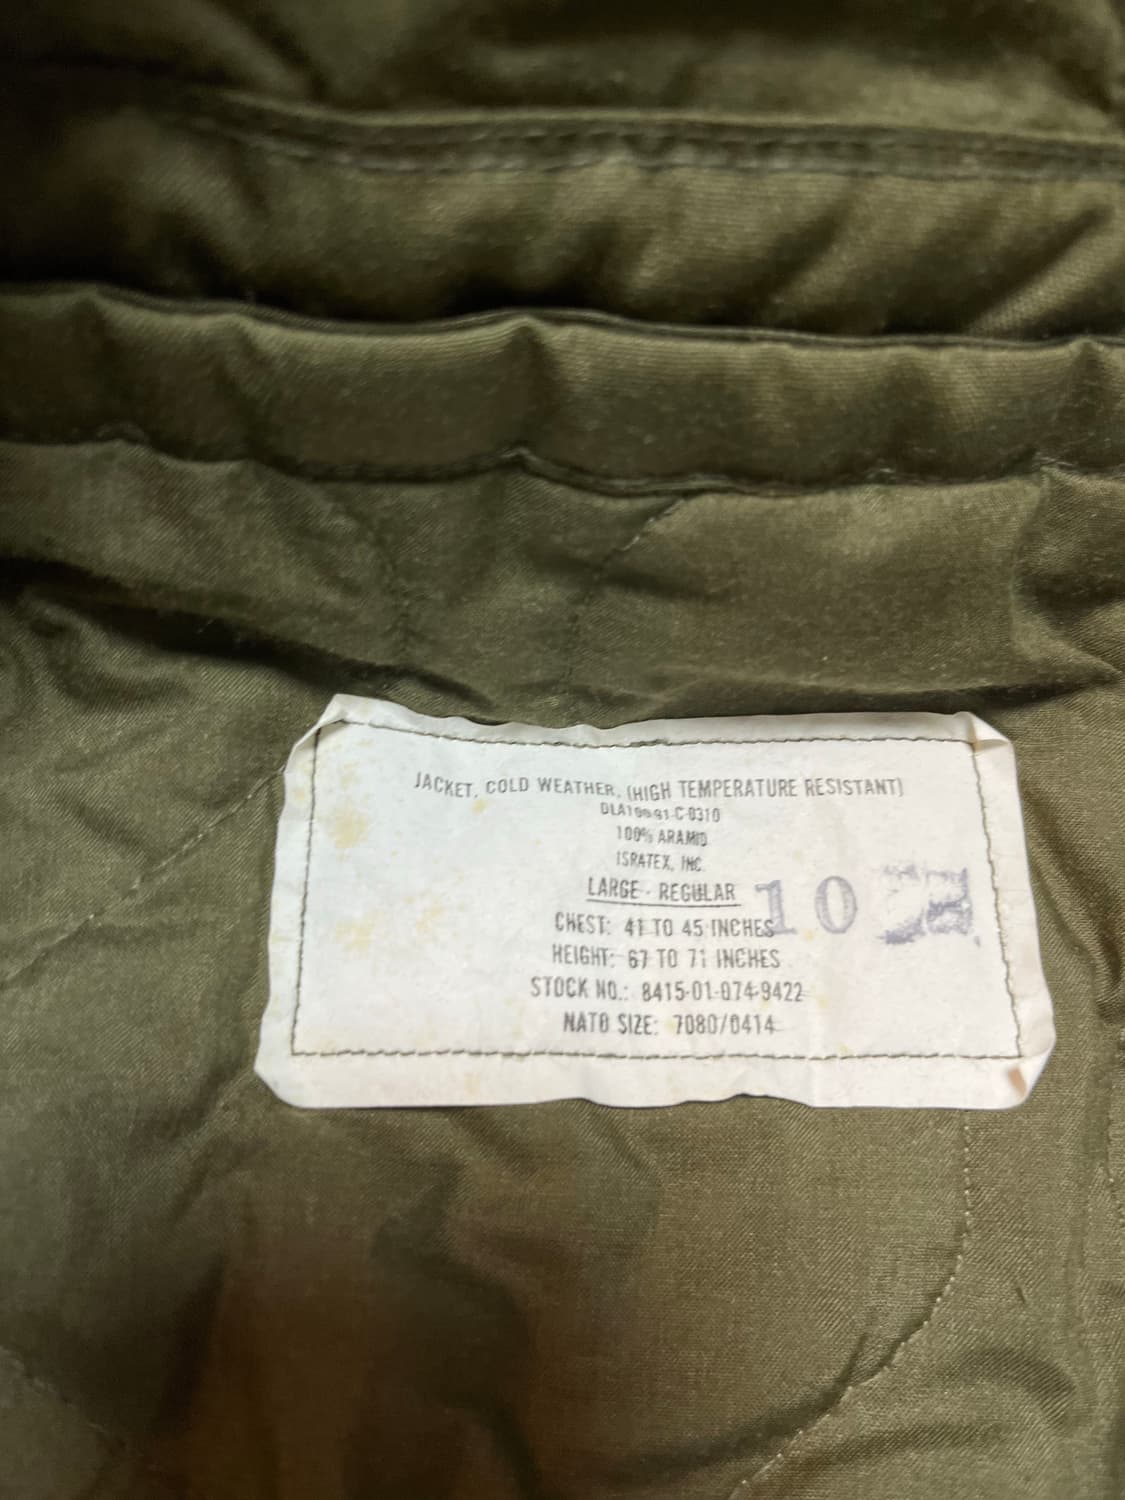 JACKET, COLD WEATHER, (HIGH TEMPERATURE RESISTANT)
100% ARAMID
ISRATEX, INC.
LARGE - REGULAR
10
CHEST: 41 TO 45 INCHES
HEIGHT: 67 TO 71 INCHES
STOCK NO.: 8415-01-074-9422
NATO SIZE: 7080/0414